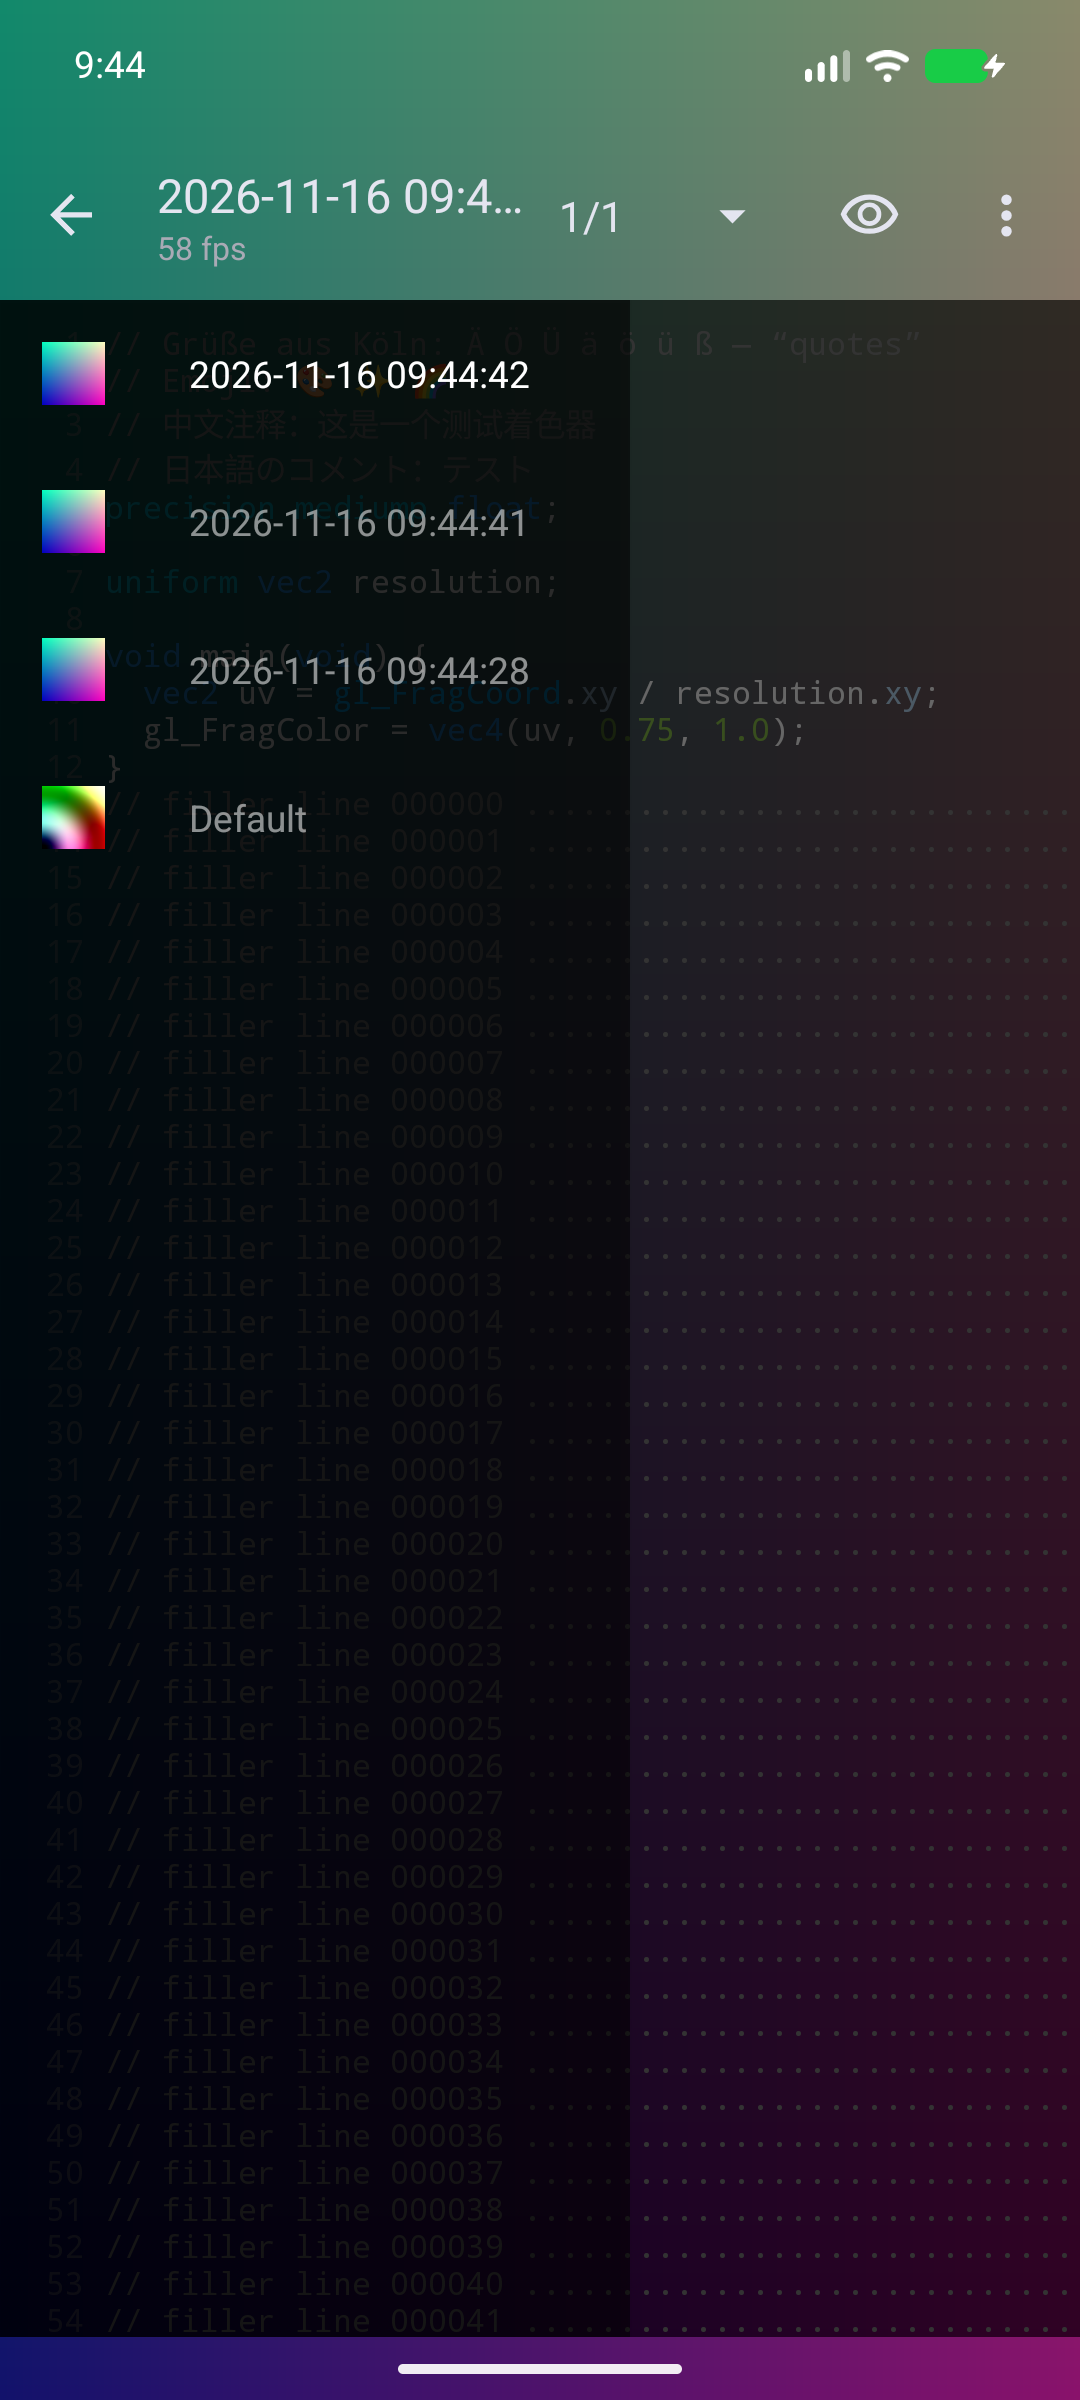 9:44
2026-11-16 09:4…
58 fps
1/1
// Grüße aus Köln: Ä Ö Ü ä ö ü ß — “quotes”
2026-11-16 09:44:42
3 // 中文注释: 这是一个测试着色器
4 // 日本語のコメント: テスト
precision mediump float;
2026-11-16 09:44:41
7 uniform vec2 resolution;
8
void main(void) {
2026-11-16 09:44:28
vec2 uv = gl_FragCoord.xy / resolution.xy;
11 gl_FragColor = vec4(uv, 0.75, 1.0);
12 }
// filler line 000000
Default
// filler line 000001
15 // filler line 000002
16 // filler line 000003
17 // filler line 000004
18 // filler line 000005
19 // filler line 000006
20 // filler line 000007
21 // filler line 000008
22 // filler line 000009
23 // filler line 000010
24 // filler line 000011
25 // filler line 000012
26 // filler line 000013
27 // filler line 000014
28 // filler line 000015
29 // filler line 000016
30 // filler line 000017
31 // filler line 000018
32 // filler line 000019
33 // filler line 000020
34 // filler line 000021
35 // filler line 000022
36 // filler line 000023
37 // filler line 000024
38 // filler line 000025
39 // filler line 000026
40 // filler line 000027
41 // filler line 000028
42 // filler line 000029
43 // filler line 000030
44 // filler line 000031
45 // filler line 000032
46 // filler line 000033
47 // filler line 000034
48 // filler line 000035
49 // filler line 000036
50 // filler line 000037
51 // filler line 000038
52 // filler line 000039
53 // filler line 000040
54 // filler line 000041